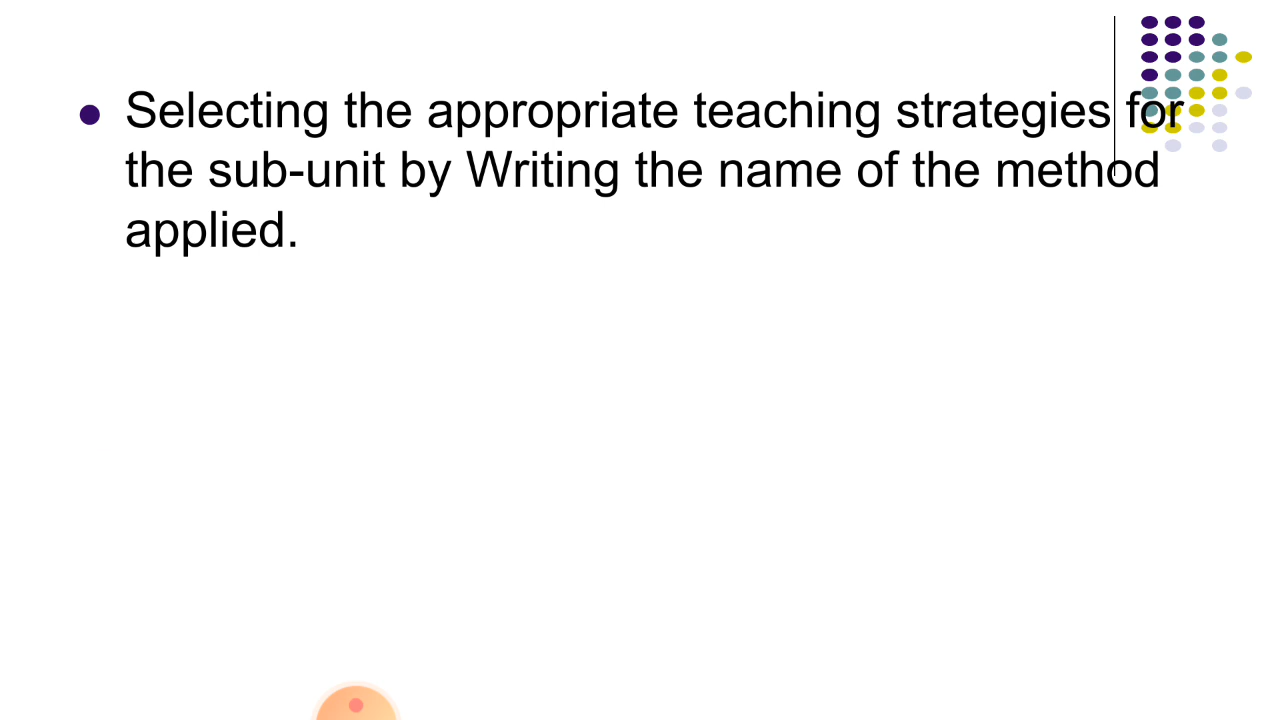 Selecting the appropriate teaching strategies for
the sub-unit by Writing the name of the method
applied.